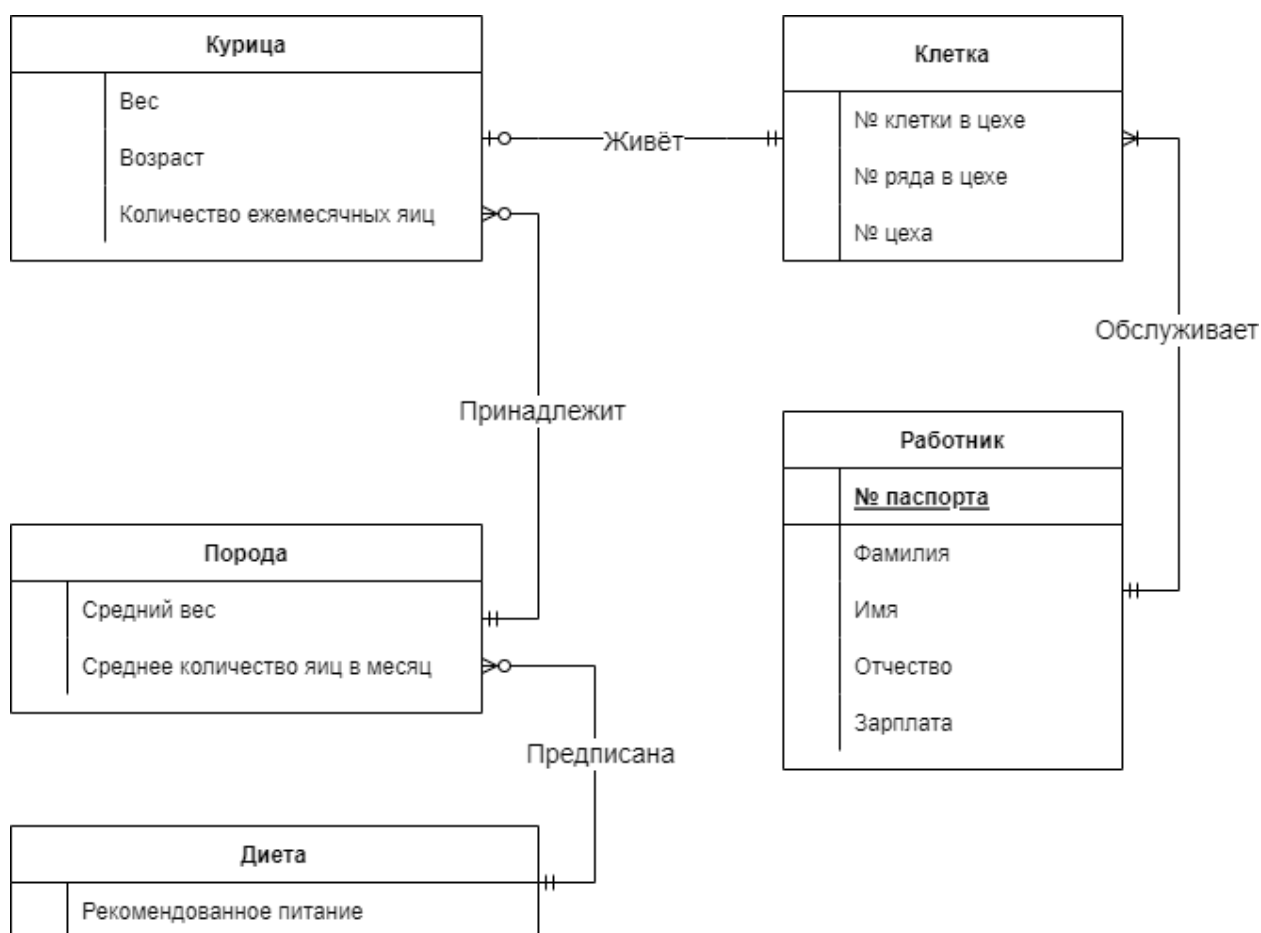 Курица
Вес
Возраст
Количество ежемесячных яиц
Живёт
Клетка
№ клетки в цехе
№ ряда в цехе
№ цеха
Обслуживает
Принадлежит
Работник
№ паспорта
Фамилия
Имя
Отчество
Зарплата
Порода
Средний вес
Среднее количество яиц в месяц
Предписана
Диета
Рекомендованное питание